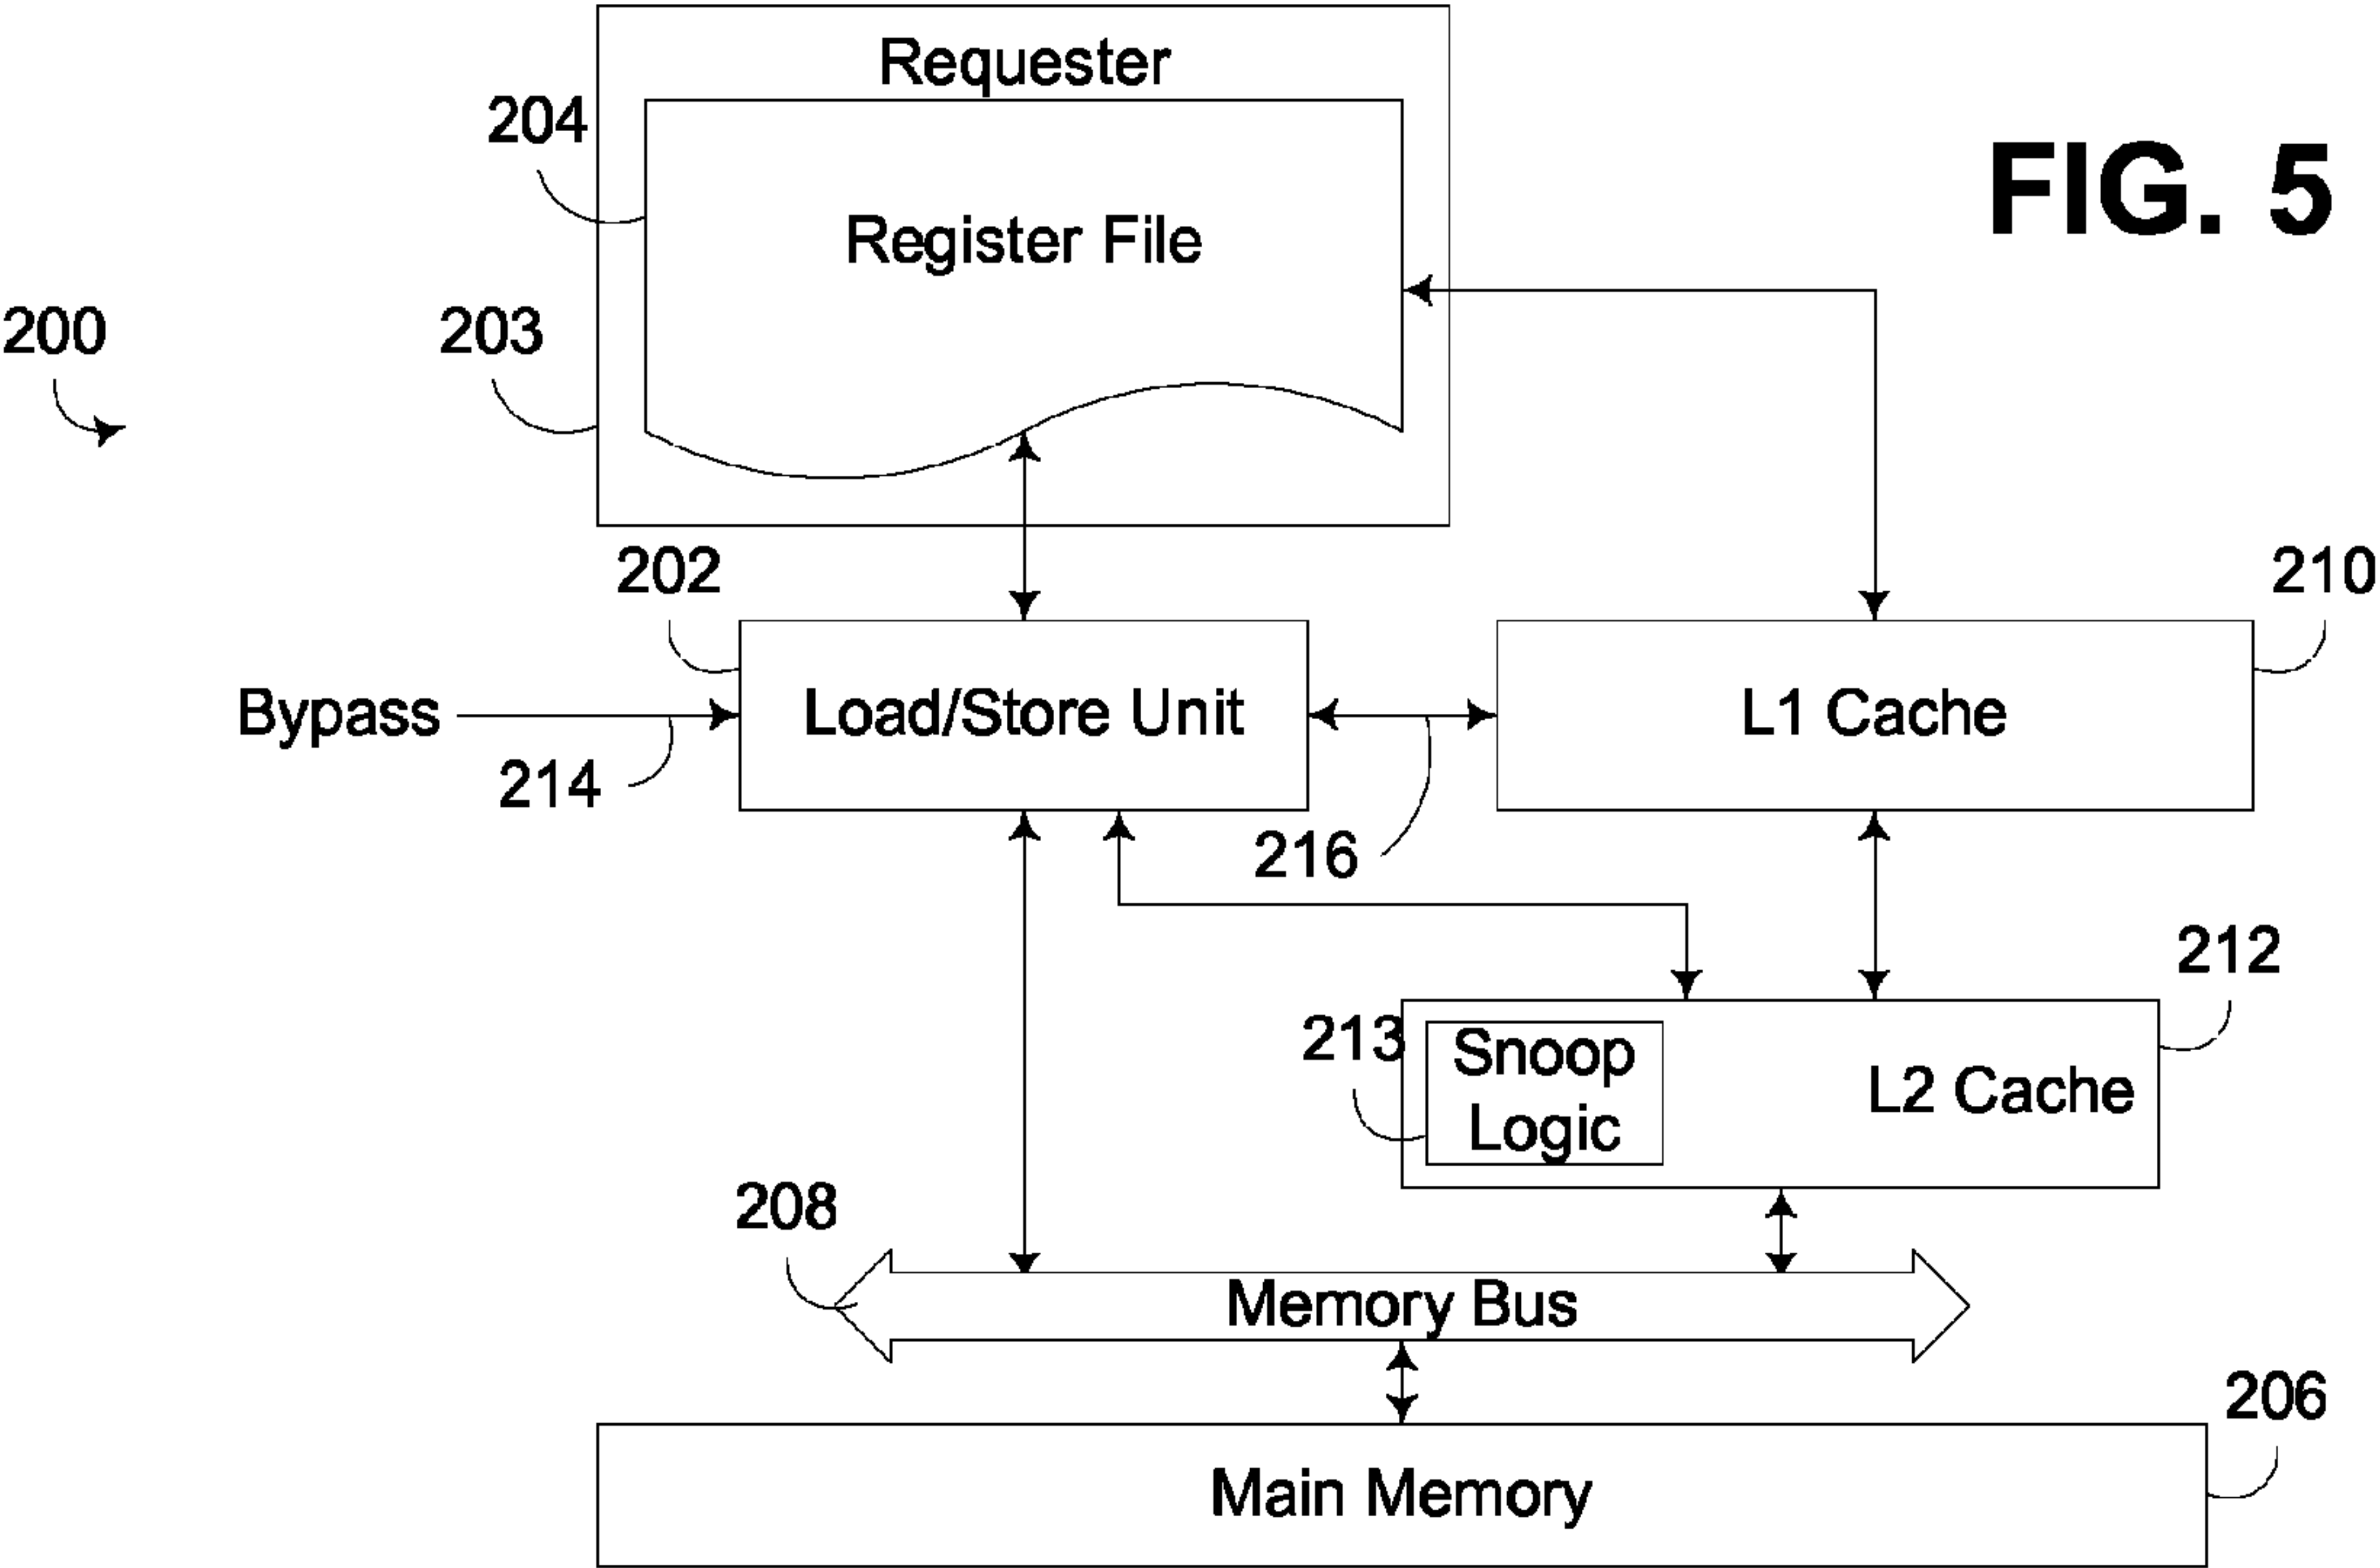 Requester
204
FIG. 5
Register File
200
203
202
210
Bypass
Load/Store Unit
L1 Cache
214
216
212
213
Snoop
Logic
L2 Cache
208
Memory Bus
206
Main Memory